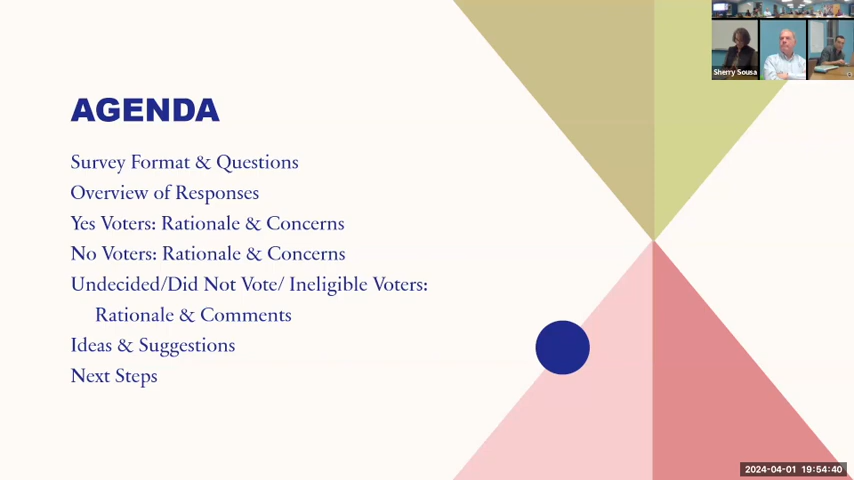 Sherry Sousa
AGENDA
Survey Format & Questions
Overview of Responses
Yes Voters: Rationale & Concerns
No Voters: Rationale & Concerns
Undecided/Did Not Vote/ Ineligible Voters:
Rationale & Comments
Ideas & Suggestions
Next Steps
2024-04-01 19:54:40